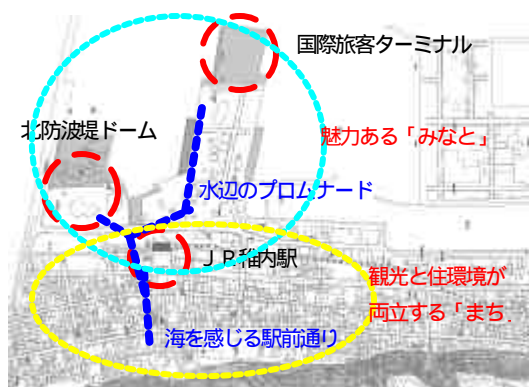 国際旅客ターミナル
北防波堤ドーム
魅力ある「みなと」
水辺のプロムナード
ＪＲ稚内駅
観光と住環境が
両立する「まち.
海を感じる駅前通り